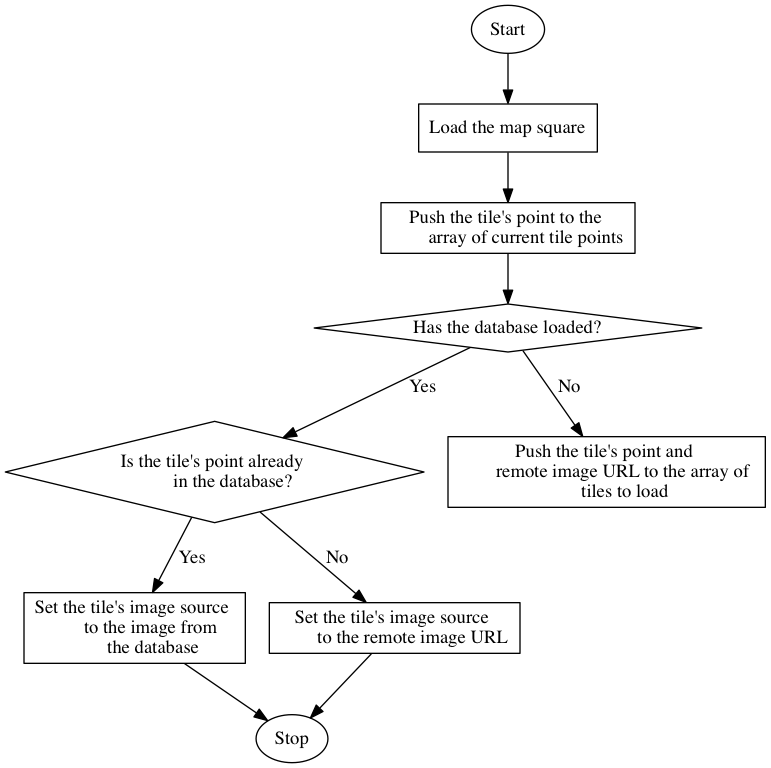 Start
Load the map square
Push the tile's point to the
array of current tile points
Has the database loaded?
Yes
No
Is the tile's point already
in the database?
Push the tile's point and
remote image URL to the array of
tiles to load
Yes
No
Set the tile's image source
to the image from
the database
Set the tile's image source
to the remote image URL
Stop